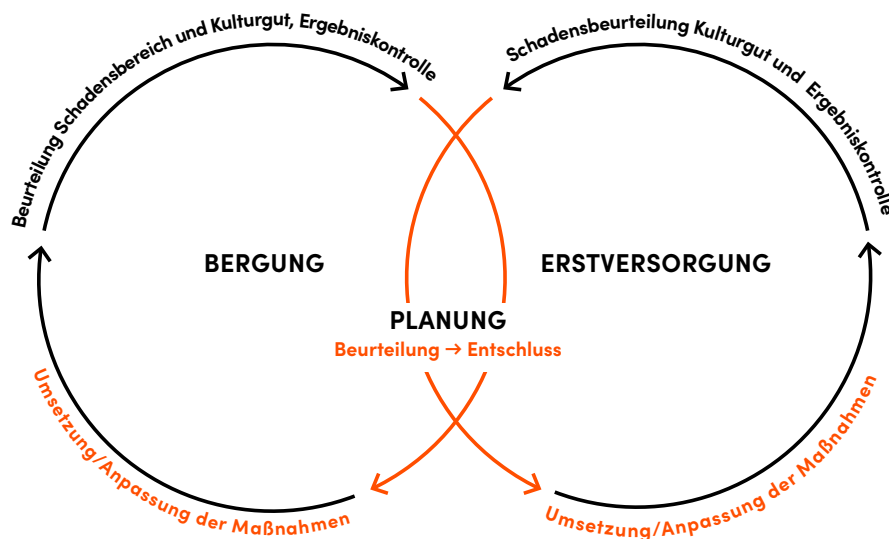 Beurteilung Schadensbereich und Kulturgut, Ergebniskontrolle
Schadensbeurteilung Kulturgut und Ergebniskontrolle
BERGUNG
ERSTVERSORGUNG
PLANUNG
Beurteilung → Entschluss
Umsetzung/Anpassung der Maßnahmen
Umsetzung/Anpassung der Maßnahmen